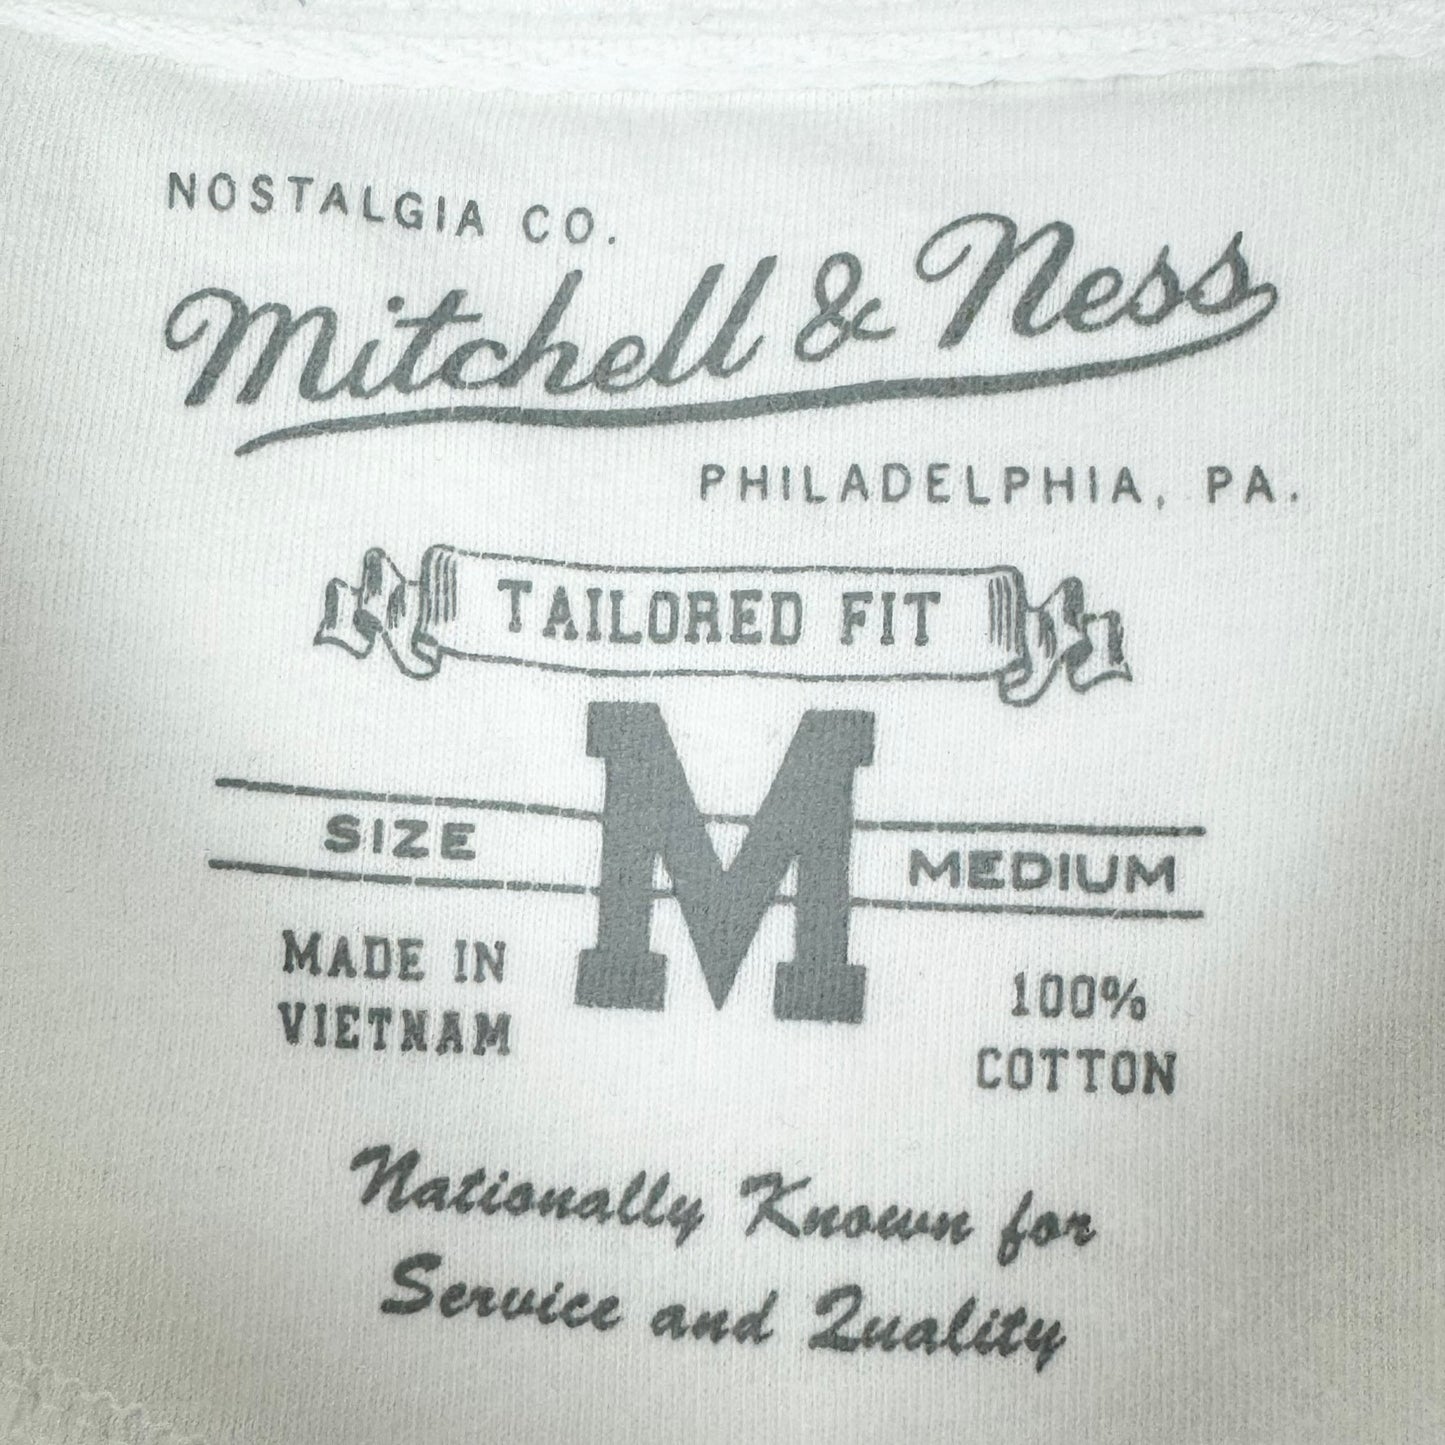 NOSTALGIA CO.
Mitchell & Ness
PHILADELPHIA, PA.
TAILORED FIT
M
SIZE MEDIUM
MADE IN
VIETNAM
100%
COTTON
Nationally Known for
Service and Quality